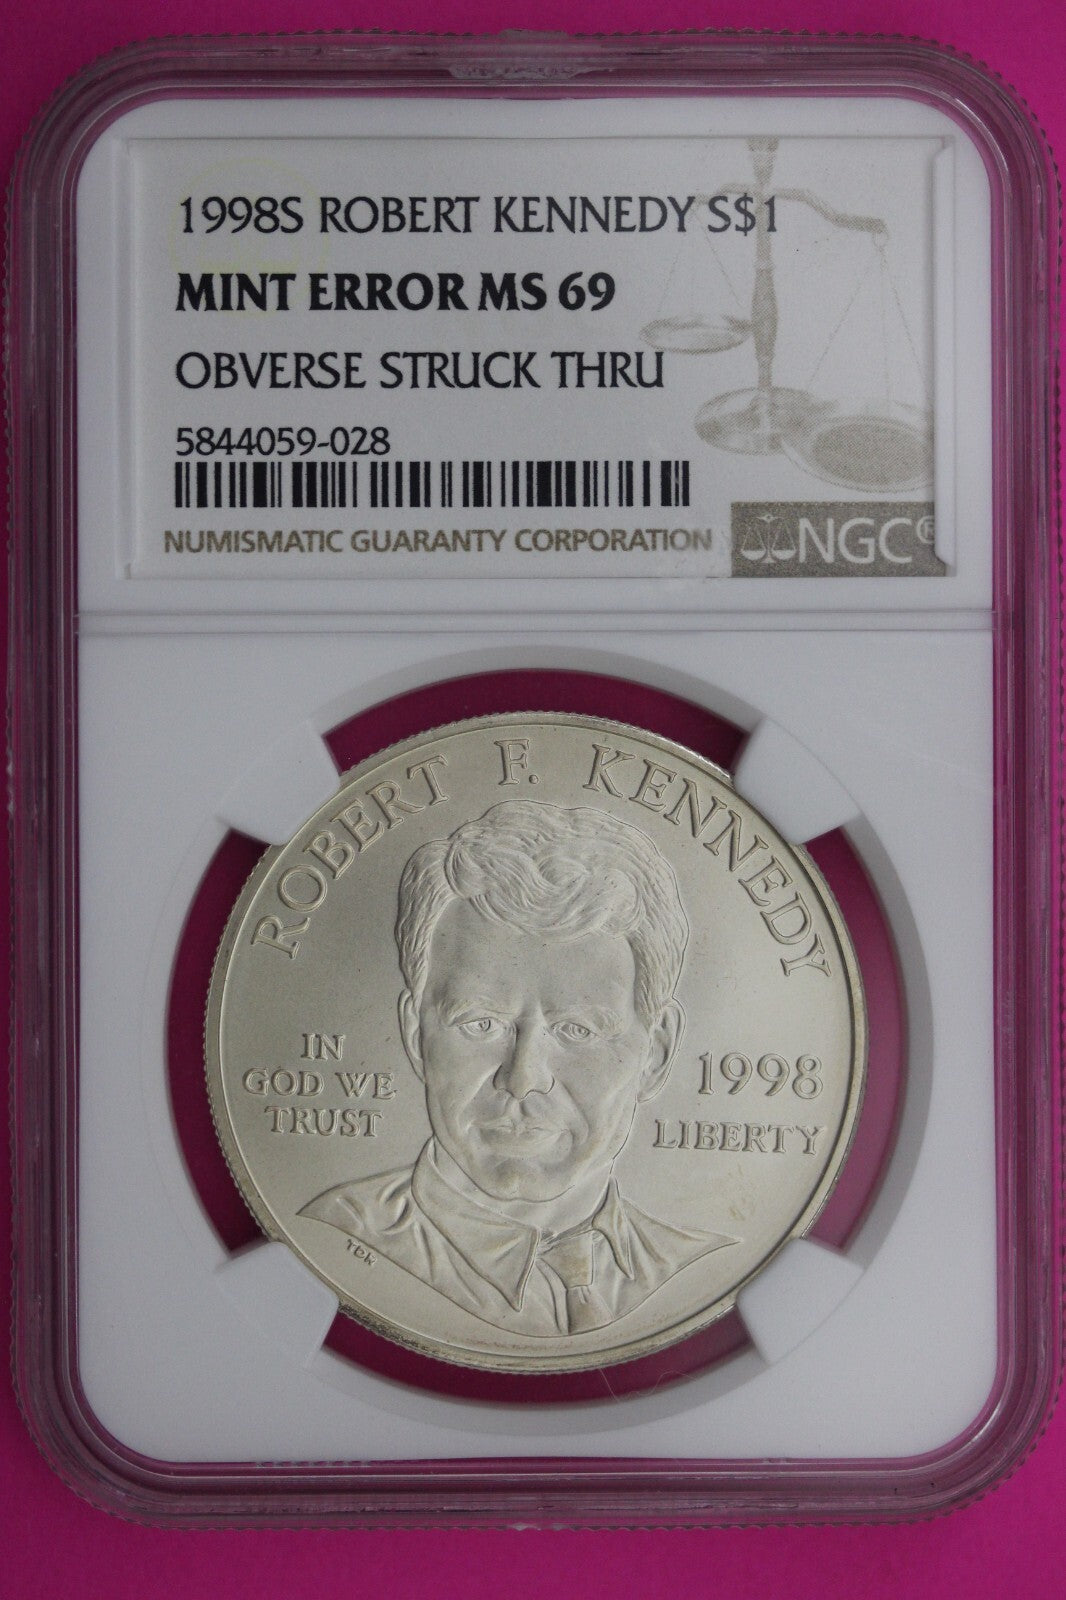 1998S ROBERT KENNEDY S$1
MINT ERROR MS 69
OBVERSE STRUCK THRU
5844059-028
NUMISMATIC GUARANTY CORPORATION
NGC®
ROBERT F. KENNEDY
IN
GOD WE
TRUST
1998
LIBERTY
TDR